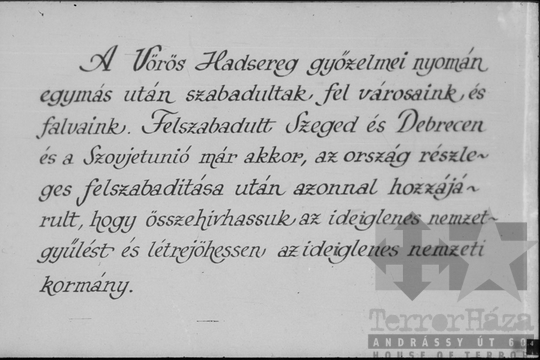 A Vörös Hadsereg győzelmei nyomán
egymás után szabadultak fel városaink és
falvaink. Felszabadult Szeged és Debrecen
és a Szovjetunió már akkor, az ország részle-
ges felszabaditása után azonnal hozzájá-
rult, hogy összehivhassuk az ideiglenes nemzet-
gyűlést és létrejöhessen az ideiglenes nemzeti
kormány.
TerrorHáza
ANDRÁSSY ÚT 60.
HOUSE OF TERROR